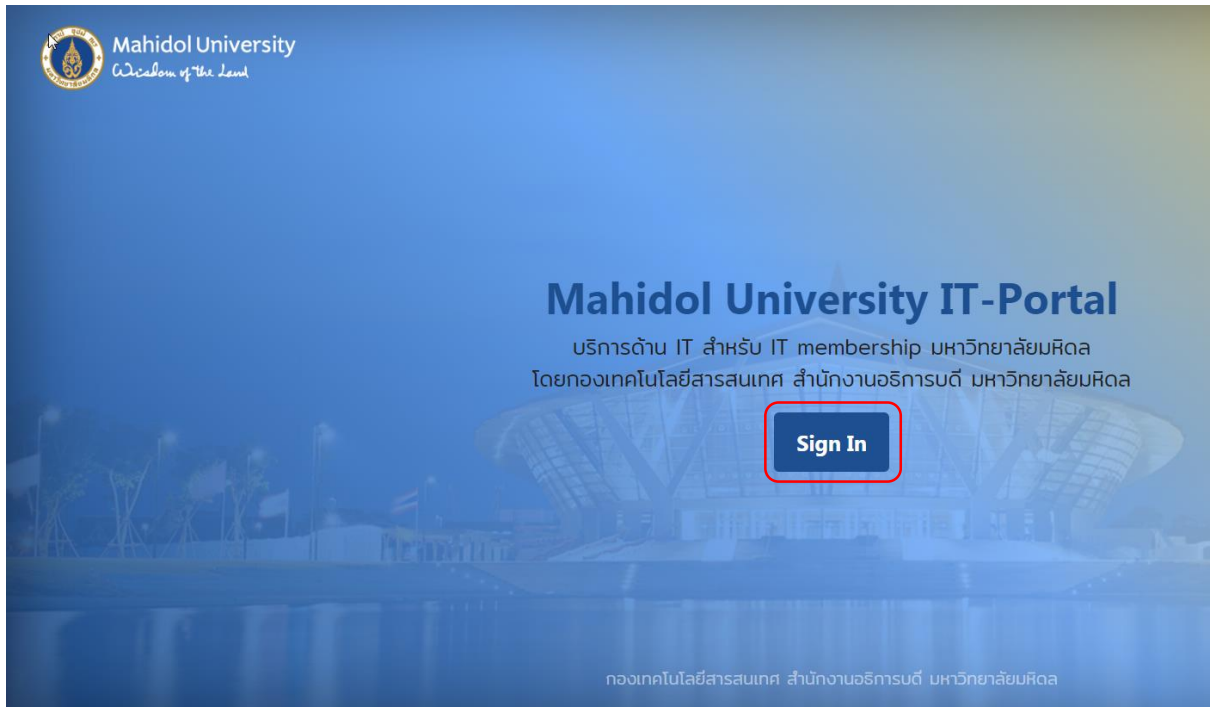 Mahidol University
Wisdom of the Land
Mahidol University IT-Portal
บริการด้าน IT สำหรับ IT membership มหาวิทยาลัยมหิดล
โดยกองเทคโนโลยีสารสนเทศ สำนักงานอธิการบดี มหาวิทยาลัยมหิดล
Sign In
กองเทคโนโลยีสารสนเทศ สำนักงานอธิการบดี มหาวิทยาลัยมหิดล